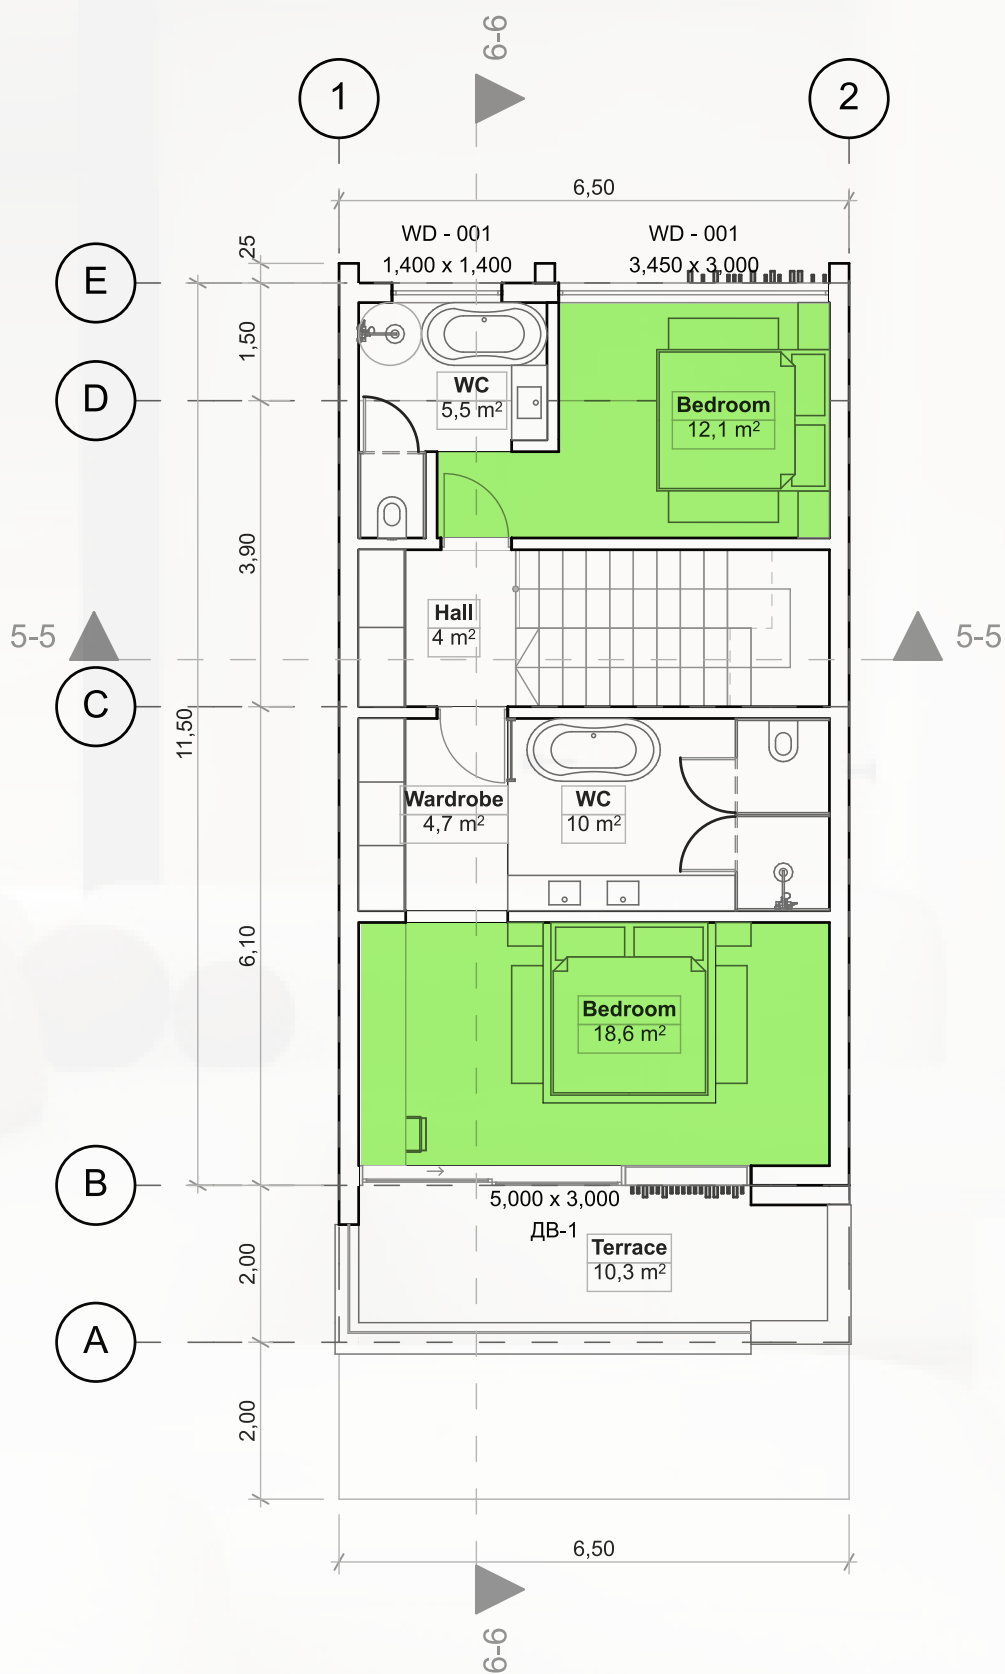 6-6
1
2
6,50
WD - 001
WD - 001
25
1,400 x 1,400
3,450 x 3,000
E
1,50
WC
5,5 m²
D
Bedroom
12,1 m²
3,90
Hall
4 m²
5-5
5-5
C
11,50
Wardrobe
4,7 m²
WC
10 m²
6,10
Bedroom
18,6 m²
B
5,000 x 3,000
ДВ-1
2,00
Terrace
10,3 m²
A
2,00
6,50
6-6